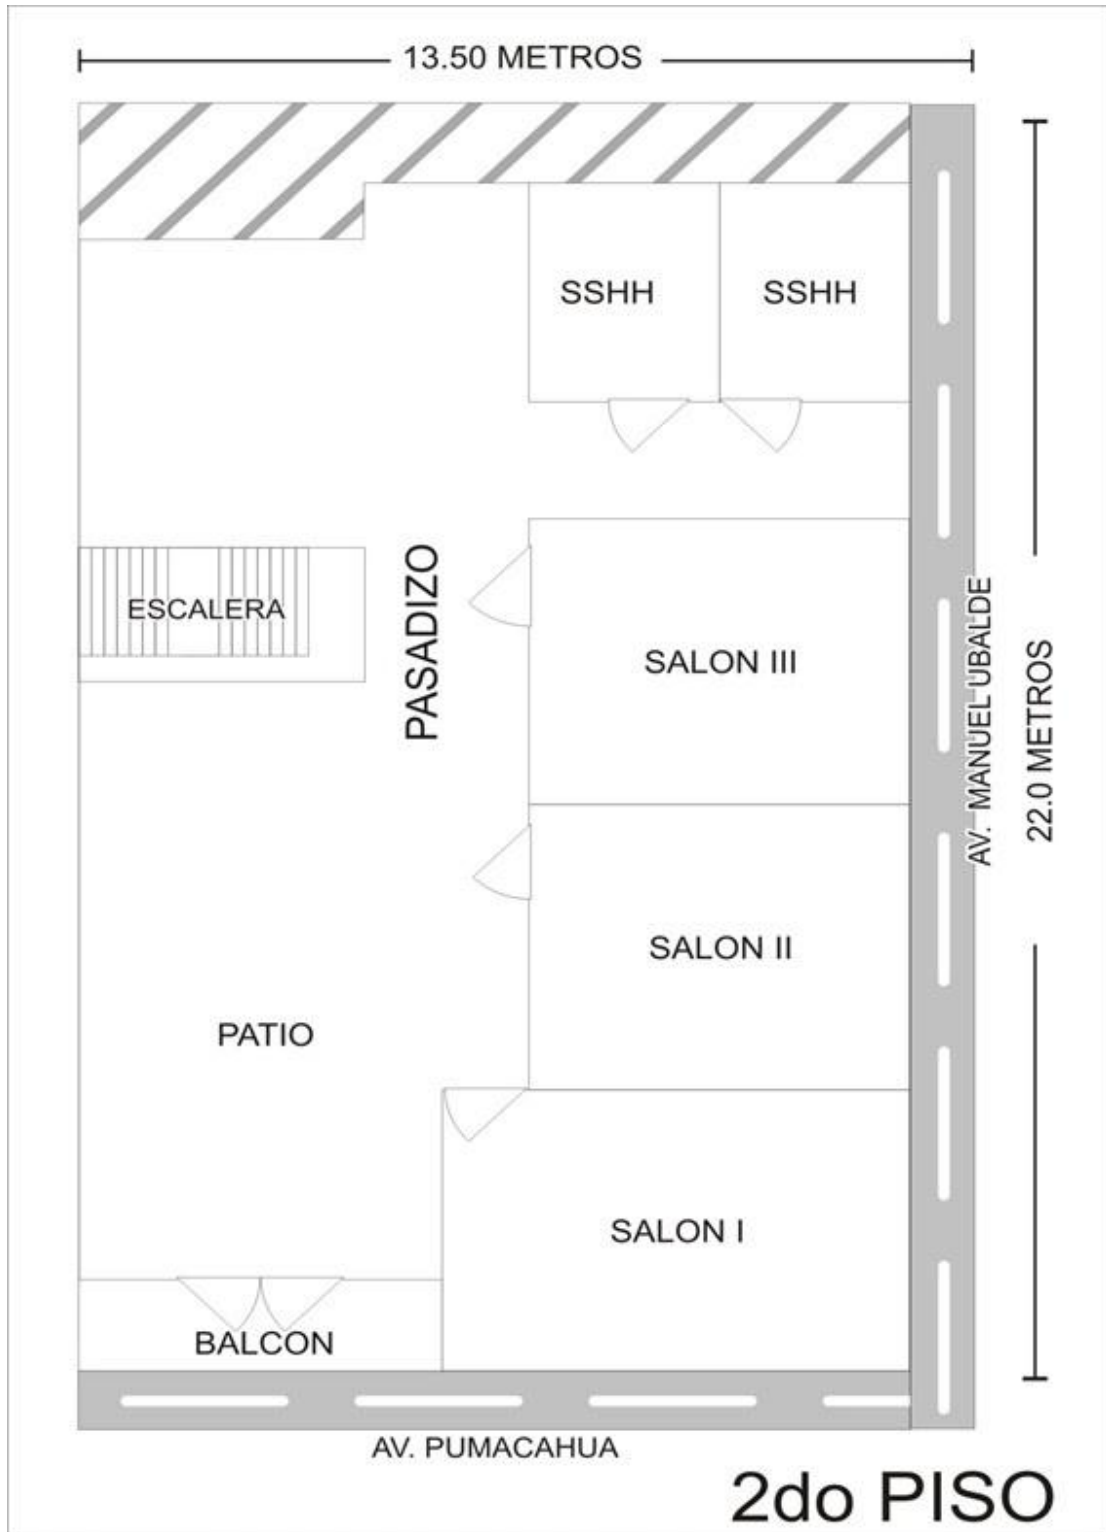 13.50 METROS
SSHH
SSHH
ESCALERA
PASADIZO
SALON III
AV. MANUEL UBALDE
22.0 METROS
SALON II
PATIO
SALON I
BALCON
AV. PUMACAHUA
2do PISO